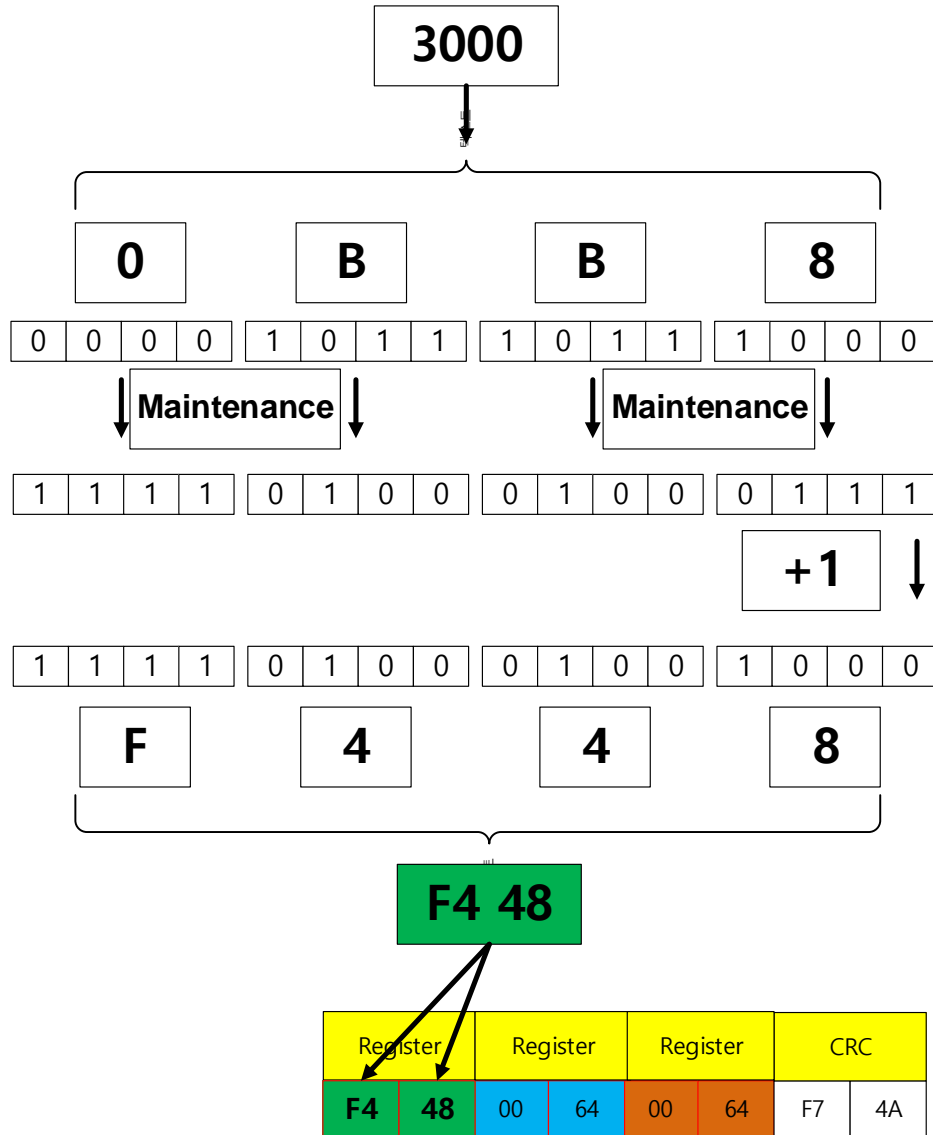 3000
0 B B 8
0 0 0 0 1 0 1 1 1 0 1 1 1 0 0 0
Maintenance Maintenance
1 1 1 1 0 1 0 0 0 1 0 0 0 1 1 1
+1
1 1 1 1 0 1 0 0 0 1 0 0 1 0 0 0
F 4 4 8
F4 48
Register Register Register CRC
F4 48 00 64 00 64 F7 4A